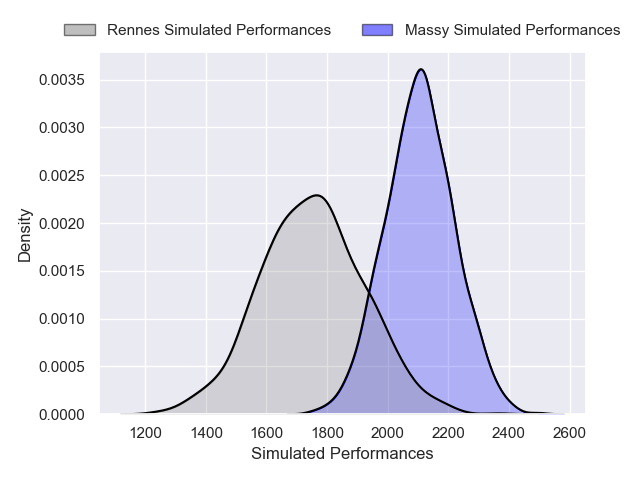 Rennes Simulated Performances Massy Simulated Performances
0.0035
0.0030
0.0025
0.0020
0.0015
0.0010
0.0005
0.0000
Density
1200 1400 1600 1800 2000 2200 2400 2600
Simulated Performances